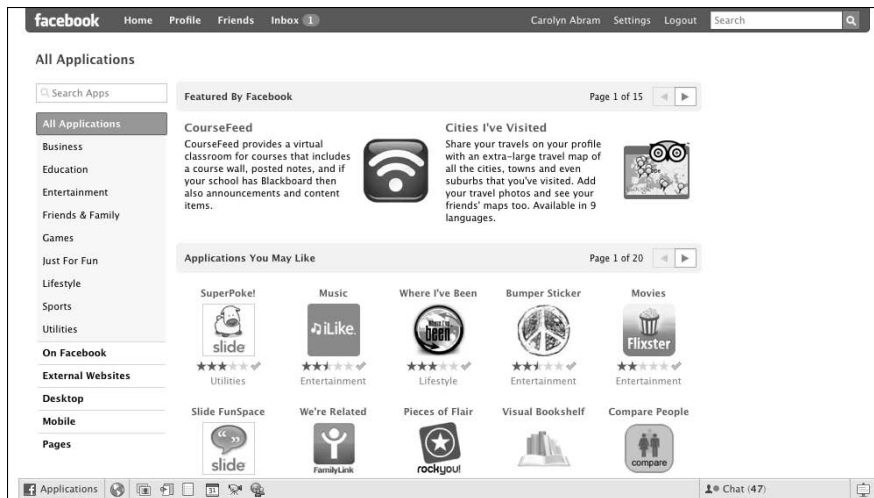 facebook Home Profile Friends Inbox 1 Carolyn Abram Settings Logout Search
All Applications
Search Apps
All Applications
Business
Education
Entertainment
Friends & Family
Games
Just For Fun
Lifestyle
Sports
Utilities
On Facebook
External Websites
Desktop
Mobile
Pages
Featured By Facebook Page 1 of 15
CourseFeed
CourseFeed provides a virtual
classroom for courses that includes
a course wall, posted notes, and if
your school has Blackboard then
also announcements and content
items.
Cities I've Visited
Share your travels on your profile
with an extra-large travel map of
all the cities, towns and even
suburbs that you've visited. Add
your travel photos and see your
friends' maps too. Available in 9
languages.
Applications You May Like Page 1 of 20
SuperPoke! Music Where I've Been Bumper Sticker Movies
slide iLike Where I've been Flixster
Utilities Entertainment Lifestyle Entertainment Entertainment
Slide FunSpace We're Related Pieces of Flair Visual Bookshelf Compare People
slide FamilyLink rockyou! compare
Applications 31 Chat (47)